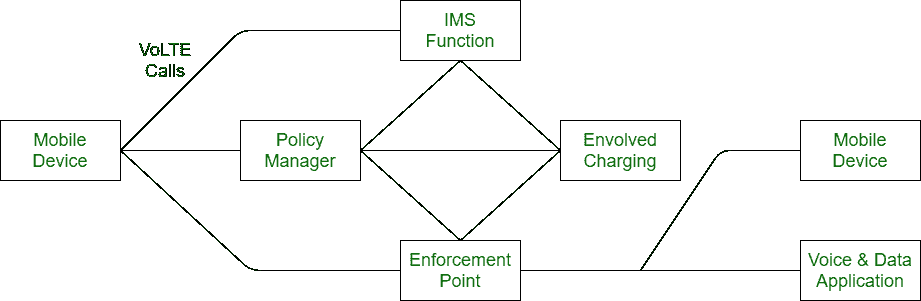 IMS
Function
VoLTE
Calls
Mobile
Device
Policy
Manager
Envolved
Charging
Mobile
Device
Enforcement
Point
Voice & Data
Application